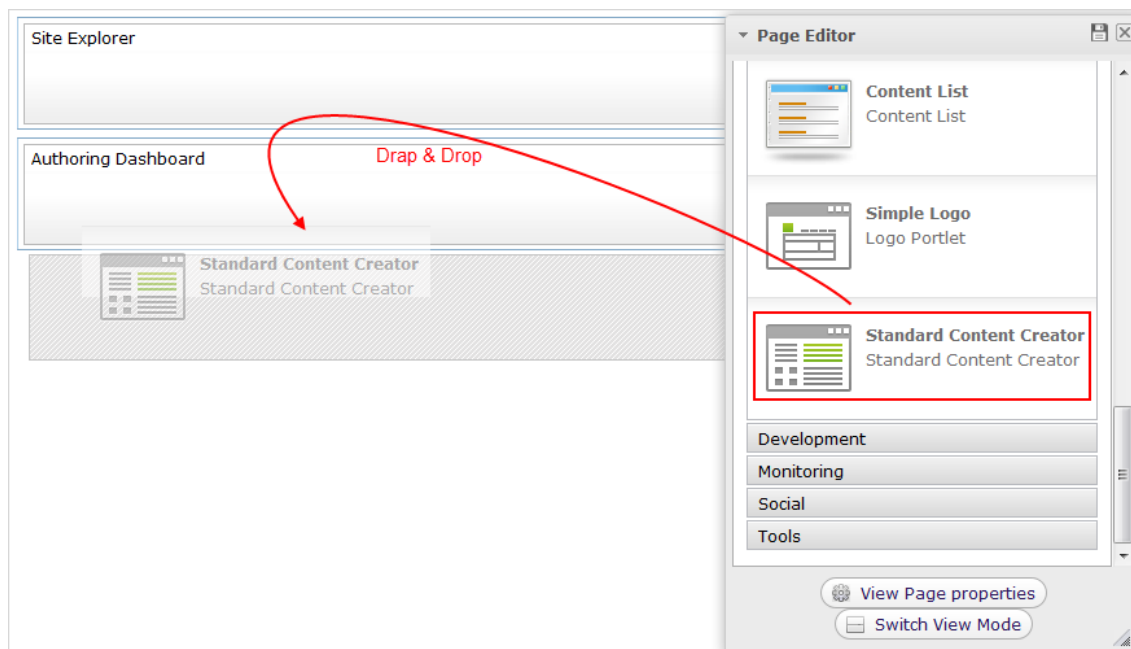 Site Explorer
Authoring Dashboard
Drap & Drop
Standard Content Creator
Standard Content Creator
Page Editor
Content List
Content List
Simple Logo
Logo Portlet
Standard Content Creator
Standard Content Creator
Development
Monitoring
Social
Tools
View Page properties
Switch View Mode